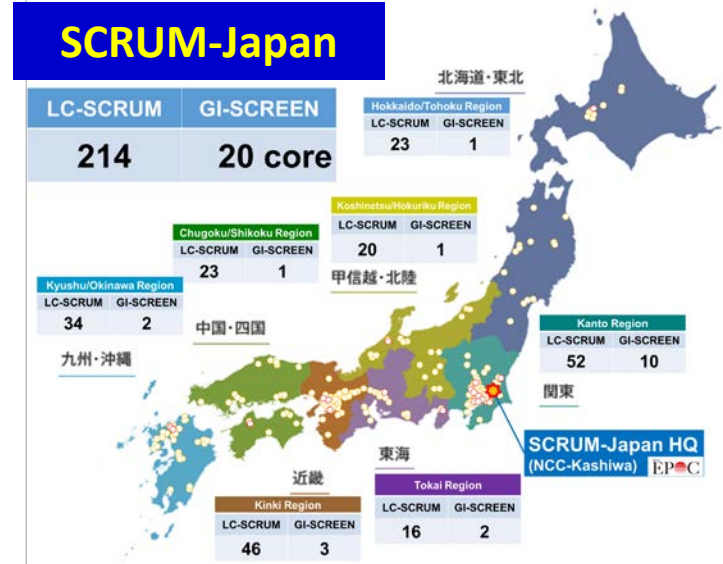 SCRUM-Japan
LC-SCRUM GI-SCREEN
214 20 core
北海道・東北
Hokkaido/Tohoku Region
LC-SCRUM GI-SCREEN
23 1
Koshinetsu/Hokuriku Region
LC-SCRUM GI-SCREEN
20 1
甲信越・北陸
Chugoku/Shikoku Region
LC-SCRUM GI-SCREEN
23 1
中国・四国
Kyushu/Okinawa Region
LC-SCRUM GI-SCREEN
34 2
九州・沖縄
Kanto Region
LC-SCRUM GI-SCREEN
52 10
関東
SCRUM-Japan HQ
(NCC-Kashiwa) EPOC
東海
Tokai Region
LC-SCRUM GI-SCREEN
16 2
近畿
Kinki Region
LC-SCRUM GI-SCREEN
46 3